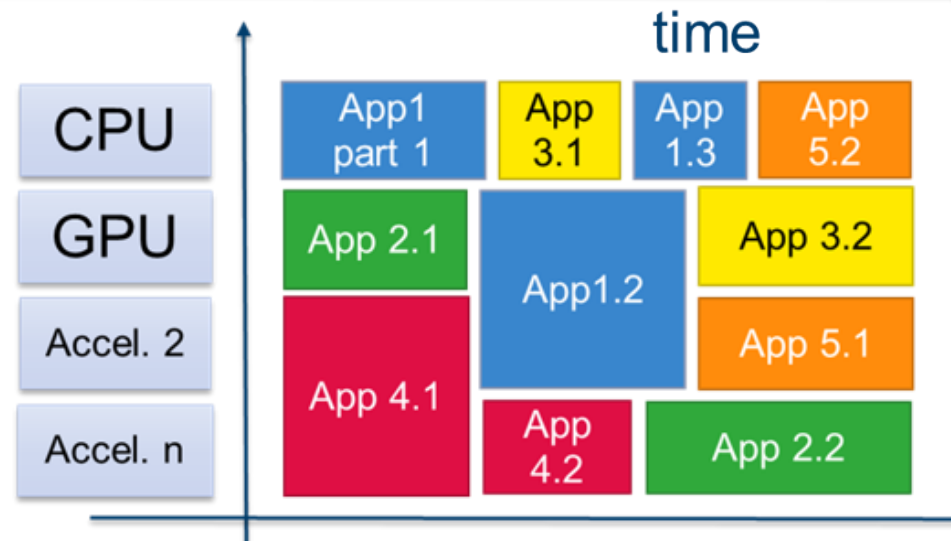 time
CPU
App1
part 1
App
3.1
App
1.3
App
5.2
GPU
App 2.1
App1.2
App 3.2
Accel. 2
App 4.1
App 5.1
Accel. n
App
4.2
App 2.2